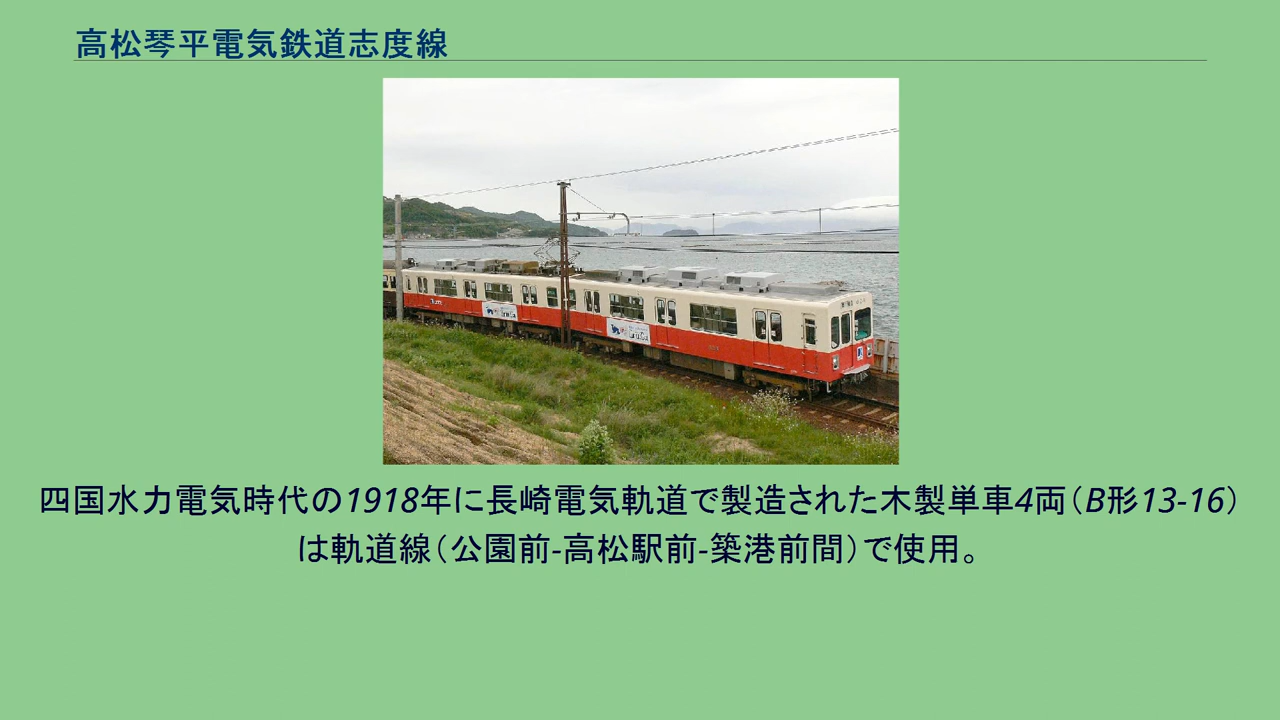 高松琴平電気鉄道志度線
四国水力電気時代の1918年に長崎電気軌道で製造された木製単車4両（B形13-16）
は軌道線（公園前-高松駅前-築港前間）で使用。